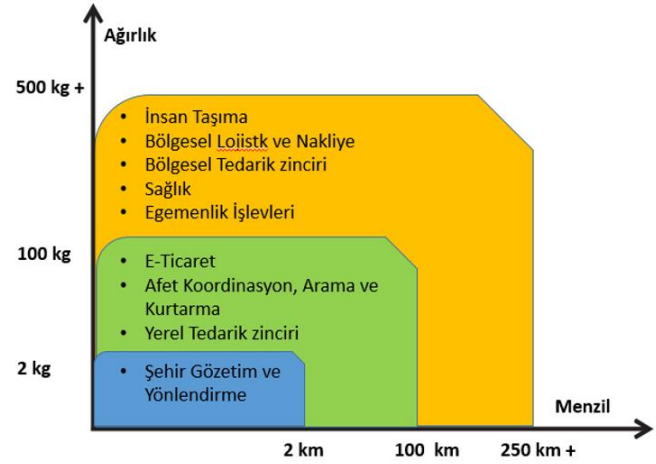 Ağırlık
500 kg +
• İnsan Taşıma
• Bölgesel Lojistk ve Nakliye
• Bölgesel Tedarik zinciri
• Sağlık
• Egemenlik İşlevleri
100 kg
• E-Ticaret
• Afet Koordinasyon, Arama ve
Kurtarma
• Yerel Tedarik zinciri
2 kg
• Şehir Gözetim ve
Yönlendirme
Menzil
2 km
100 km
250 km +